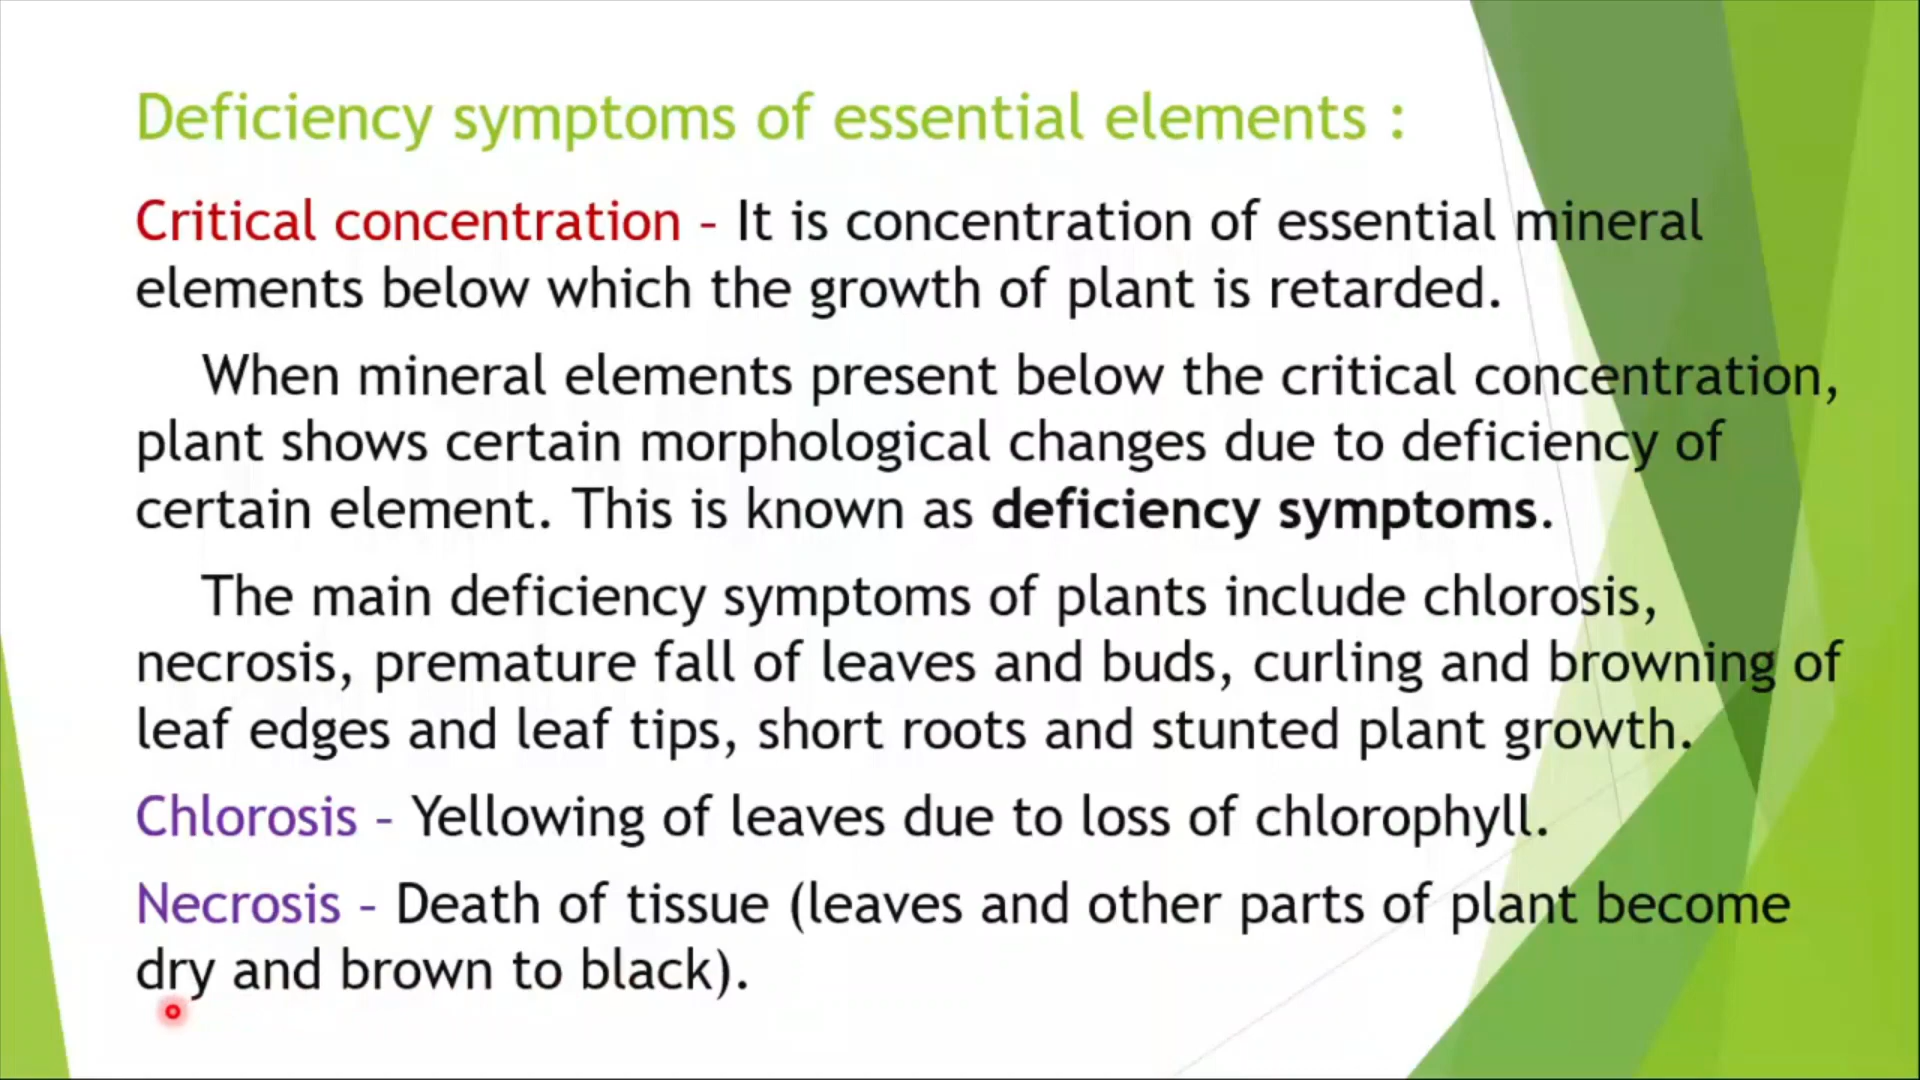 Deficiency symptoms of essential elements :
Critical concentration – It is concentration of essential mineral
elements below which the growth of plant is retarded.
When mineral elements present below the critical concentration,
plant shows certain morphological changes due to deficiency of
certain element. This is known as deficiency symptoms.
The main deficiency symptoms of plants include chlorosis,
necrosis, premature fall of leaves and buds, curling and browning of
leaf edges and leaf tips, short roots and stunted plant growth.
Chlorosis – Yellowing of leaves due to loss of chlorophyll.
Necrosis – Death of tissue (leaves and other parts of plant become
dry and brown to black).